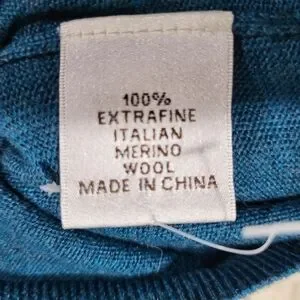 100%
EXTRAFINE
ITALIAN
MERINO
WOOL
MADE IN CHINA